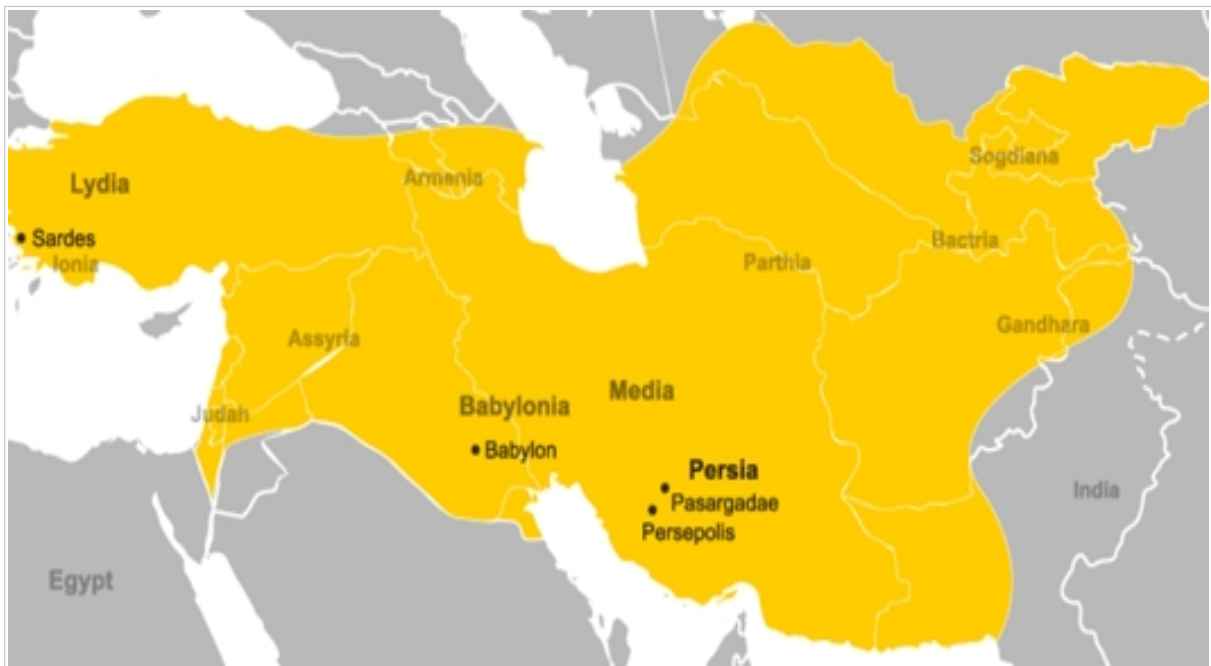 Sogdiana
Armenia
Lydia
Sardes
Ionia
Bactria
Parthia
Gandhara
Assyria
Media
Babylonia
Judah
Babylon
Persia
Pasargadae
Persepolis
India
Egypt